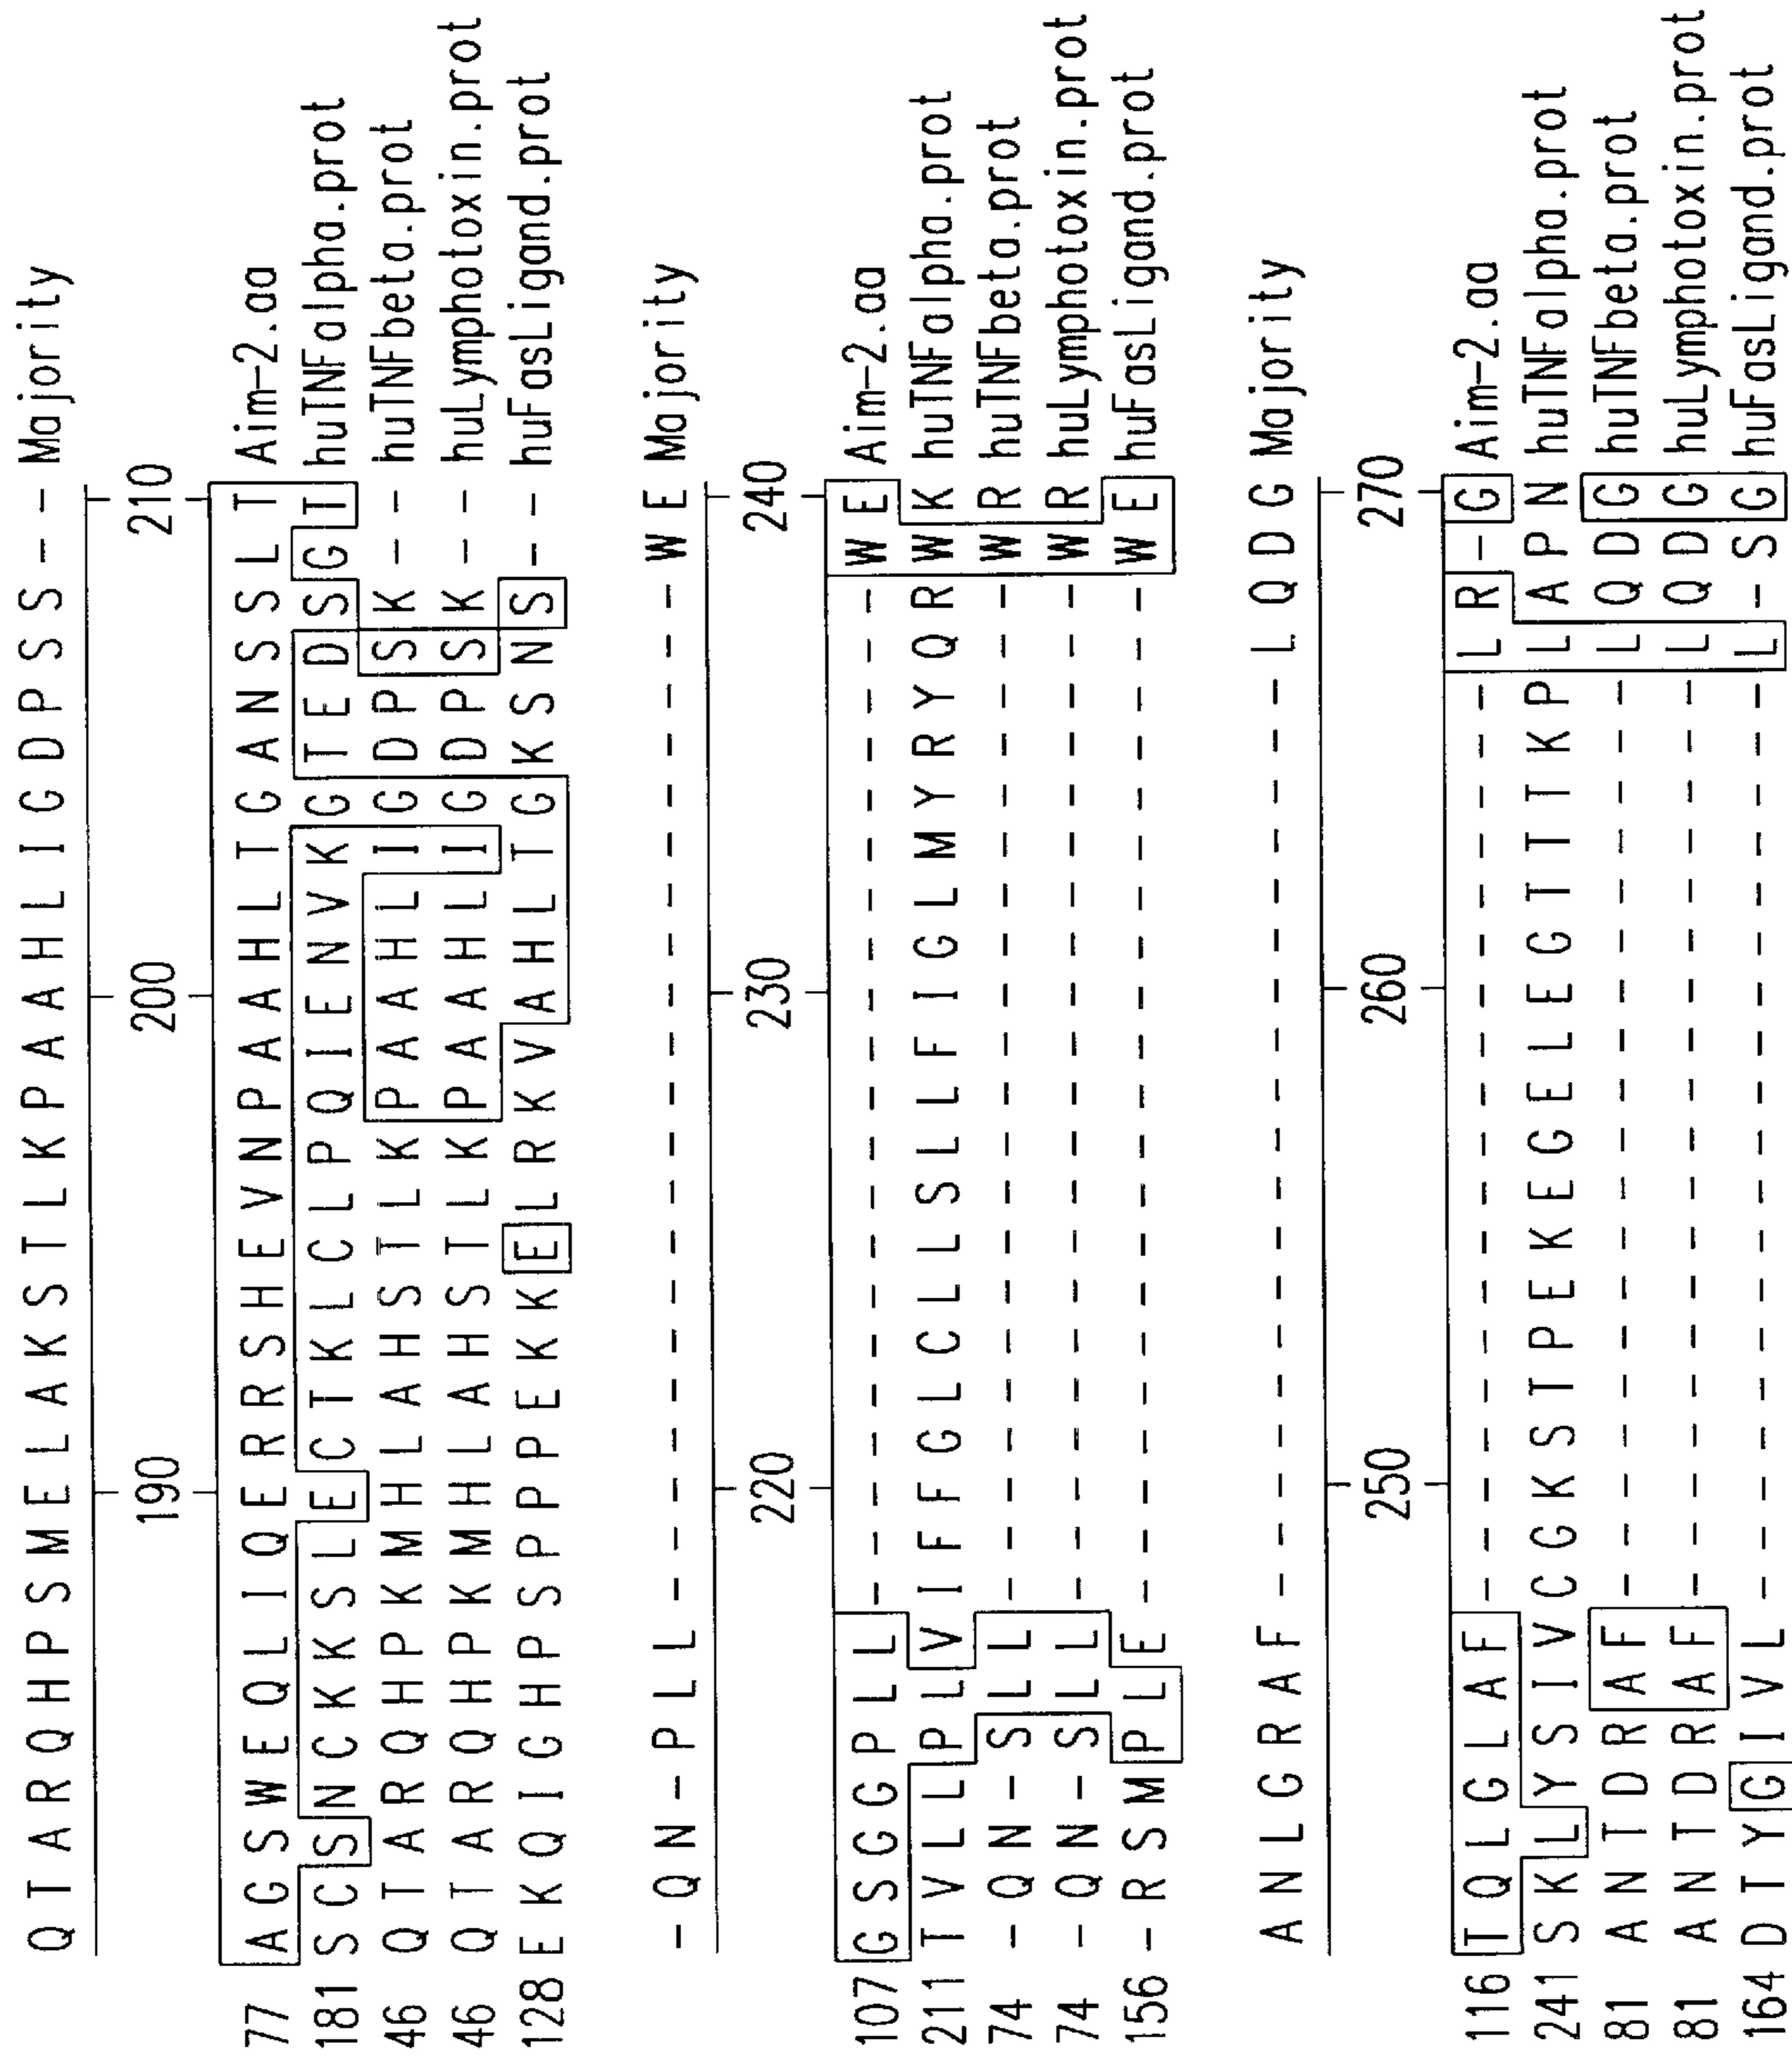 Q T A R Q H P S M E L A K S T L K P A A H L I G D P S S - - Majority
190 200 210
77 A G S W E Q L I Q E R R S H E V N P A A H L T G A N S S L T Aim-2.aa
181 S C S N C K K S L E C T K L C L P Q I E N V K G T E D S G T huTNFalpha.prot
46 Q T A R Q H P K M H L A H S T L K P A A H L I G D P S K - - huTNFbeta.prot
46 Q T A R Q H P K M H L A H S T L K P A A H L I G D P S K - - huLymphotoxin.prot
128 E K Q I G H P S P P P E K K E L R K V A H L T G K S N S - - huFasLigand.prot
- Q N - P L L - - - - - - - - - - - - - - - - - - - - - W E Majority
220 230 240
107 G S G G P L L - - - - - - - - - - - - - - - - - - - - - W E Aim-2.aa
211 T V L L P L V I F F G L C L L S L L F I G L M Y R Y Q R W K huTNFalpha.prot
74 - Q N - S L L - - - - - - - - - - - - - - - - - - - - - W R huTNFbeta.prot
74 - Q N - S L L - - - - - - - - - - - - - - - - - - - - - W R huLymphotoxin.prot
156 - R S M P L E - - - - - - - - - - - - - - - - - - - - - W E huFasLigand.prot
A N L G R A F - - - - - - - - - - - - - - - - - - - L Q D G Majority
250 260 270
116 T Q L G L A F - - - - - - - - - - - - - - - - - - - L R - G Aim-2.aa
241 S K L Y S I V C G K S T P E K E G E L E G T T T K P L A P N huTNFalpha.prot
81 A N T D R A F - - - - - - - - - - - - - - - - - - - L Q D G huTNFbeta.prot
81 A N T D R A F - - - - - - - - - - - - - - - - - - - L Q D G huLymphotoxin.prot
164 D T Y G I V L - - - - - - - - - - - - - - - - - - - L - S G huFasLigand.prot